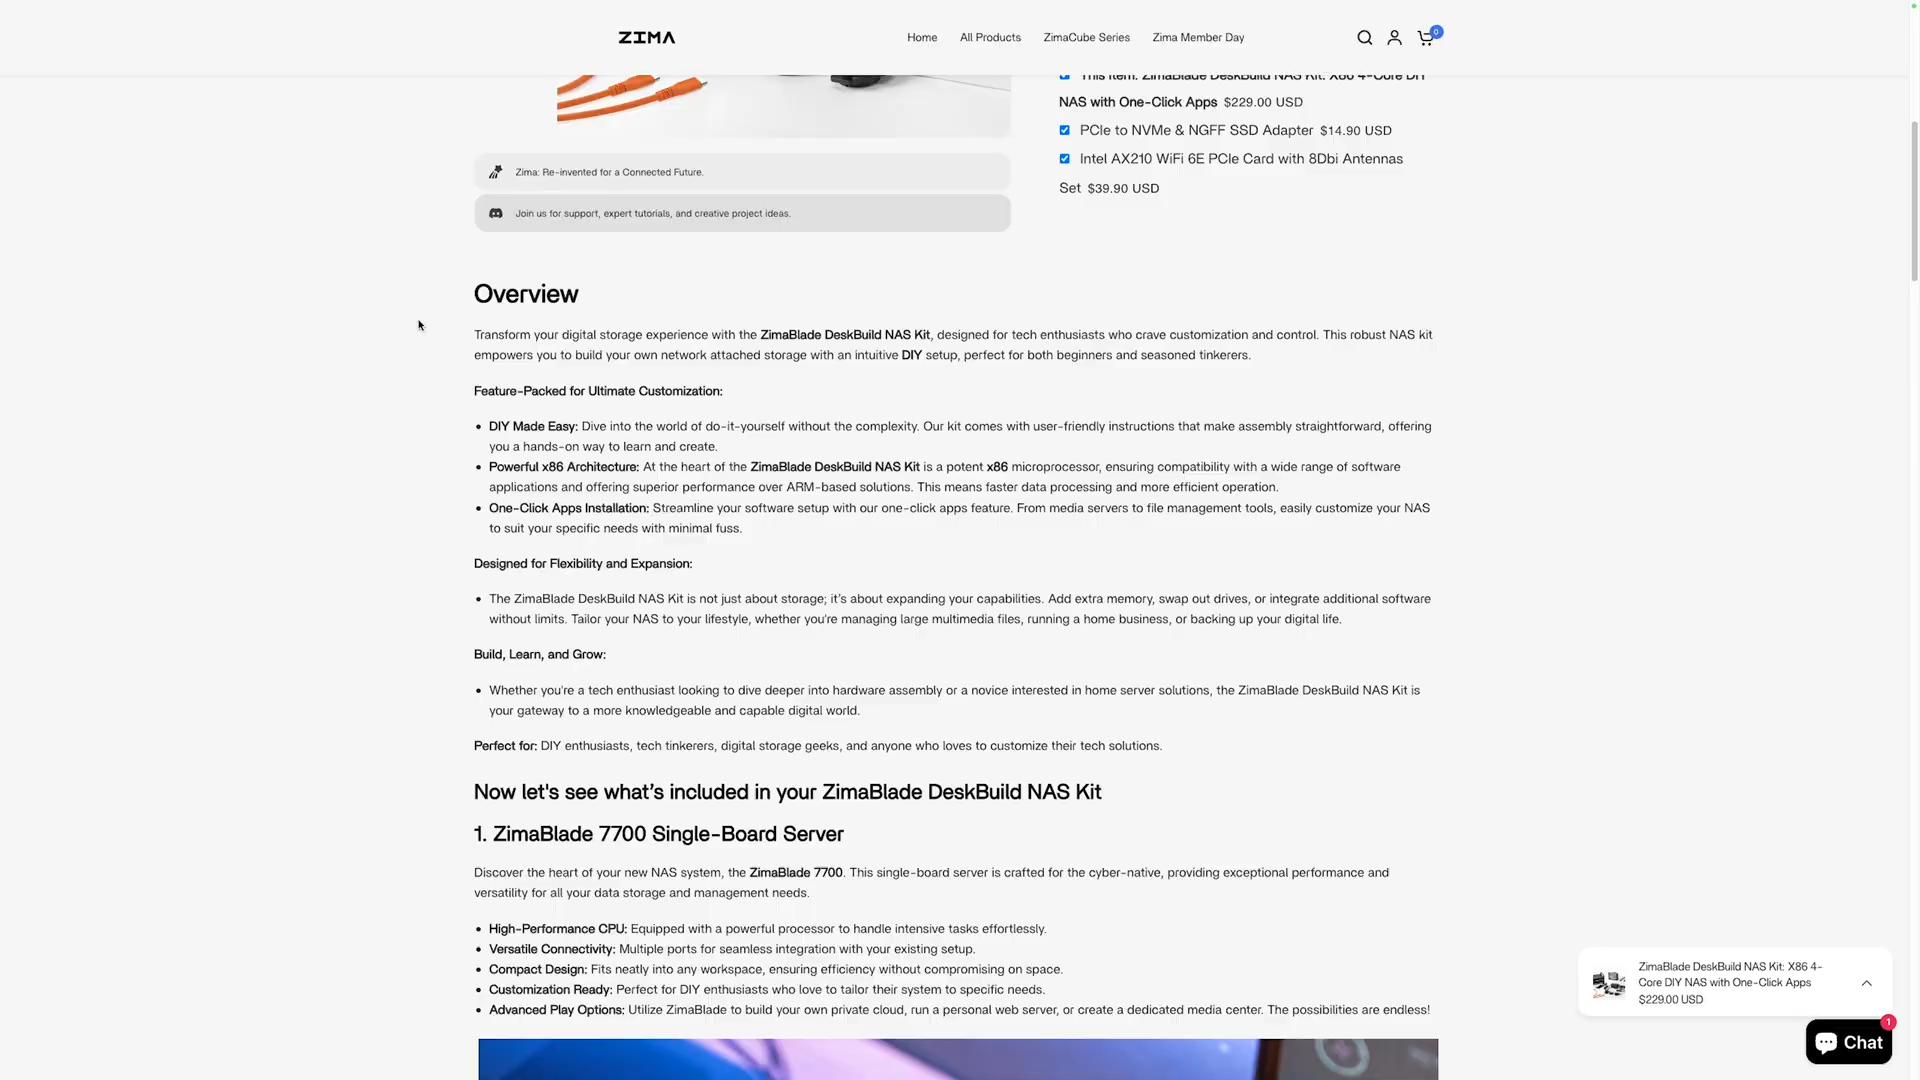 ZIMA
Home
All Products
ZimaCube Series
Zima Member Day
0
This item: ZimaBlade DeskBuild NAS Kit: X86 4-Core DIY
NAS with One-Click Apps $229.00 USD
PCIe to NVMe & NGFF SSD Adapter $14.90 USD
Intel AX210 WiFi 6E PCIe Card with 8Dbi Antennas
Set $39.90 USD
Zima: Re-invented for a Connected Future.
Join us for support, expert tutorials, and creative project ideas.
Overview
Transform your digital storage experience with the ZimaBlade DeskBuild NAS Kit, designed for tech enthusiasts who crave customization and control. This robust NAS kit
empowers you to build your own network attached storage with an intuitive DIY setup, perfect for both beginners and seasoned tinkerers.
Feature-Packed for Ultimate Customization:
• DIY Made Easy: Dive into the world of do-it-yourself without the complexity. Our kit comes with user-friendly instructions that make assembly straightforward, offering
you a hands-on way to learn and create.
• Powerful x86 Architecture: At the heart of the ZimaBlade DeskBuild NAS Kit is a potent x86 microprocessor, ensuring compatibility with a wide range of software
applications and offering superior performance over ARM-based solutions. This means faster data processing and more efficient operation.
• One-Click Apps Installation: Streamline your software setup with our one-click apps feature. From media servers to file management tools, easily customize your NAS
to suit your specific needs with minimal fuss.
Designed for Flexibility and Expansion:
• The ZimaBlade DeskBuild NAS Kit is not just about storage; it's about expanding your capabilities. Add extra memory, swap out drives, or integrate additional software
without limits. Tailor your NAS to your lifestyle, whether you're managing large multimedia files, running a home business, or backing up your digital life.
Build, Learn, and Grow:
• Whether you're a tech enthusiast looking to dive deeper into hardware assembly or a novice interested in home server solutions, the ZimaBlade DeskBuild NAS Kit is
your gateway to a more knowledgeable and capable digital world.
Perfect for: DIY enthusiasts, tech tinkerers, digital storage geeks, and anyone who loves to customize their tech solutions.
Now let's see what's included in your ZimaBlade DeskBuild NAS Kit
1. ZimaBlade 7700 Single-Board Server
Discover the heart of your new NAS system, the ZimaBlade 7700. This single-board server is crafted for the cyber-native, providing exceptional performance and
versatility for all your data storage and management needs.
• High-Performance CPU: Equipped with a powerful processor to handle intensive tasks effortlessly.
• Versatile Connectivity: Multiple ports for seamless integration with your existing setup.
• Compact Design: Fits neatly into any workspace, ensuring efficiency without compromising on space.
• Customization Ready: Perfect for DIY enthusiasts who love to tailor their system to specific needs.
• Advanced Play Options: Utilize ZimaBlade to build your own private cloud, run a personal web server, or create a dedicated media center. The possibilities are endless!
ZimaBlade DeskBuild NAS Kit: X86 4-
Core DIY NAS with One-Click Apps
$229.00 USD
1
Chat